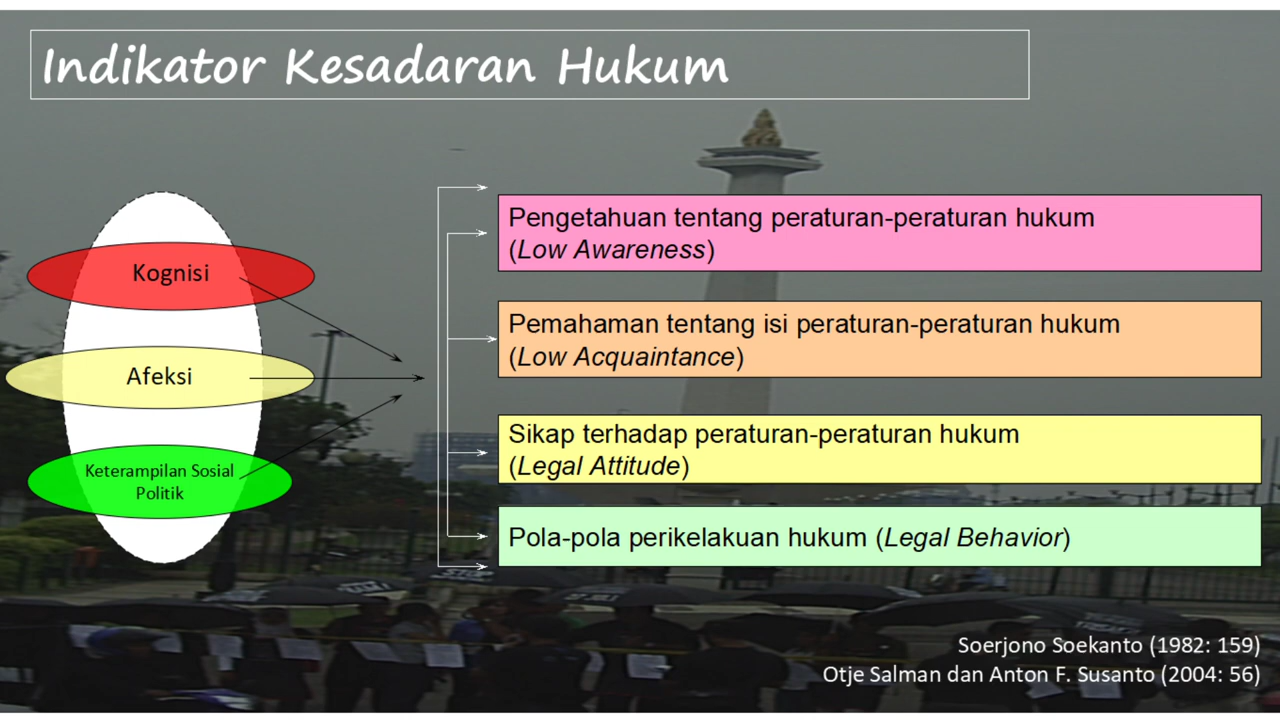 Indikator Kesadaran Hukum
Kognisi
Afeksi
Keterampilan Sosial
Politik
Pengetahuan tentang peraturan-peraturan hukum
(Low Awareness)
Pemahaman tentang isi peraturan-peraturan hukum
(Low Acquaintance)
Sikap terhadap peraturan-peraturan hukum
(Legal Attitude)
Pola-pola perikelakuan hukum (Legal Behavior)
Soerjono Soekanto (1982: 159)
Otje Salman dan Anton F. Susanto (2004: 56)